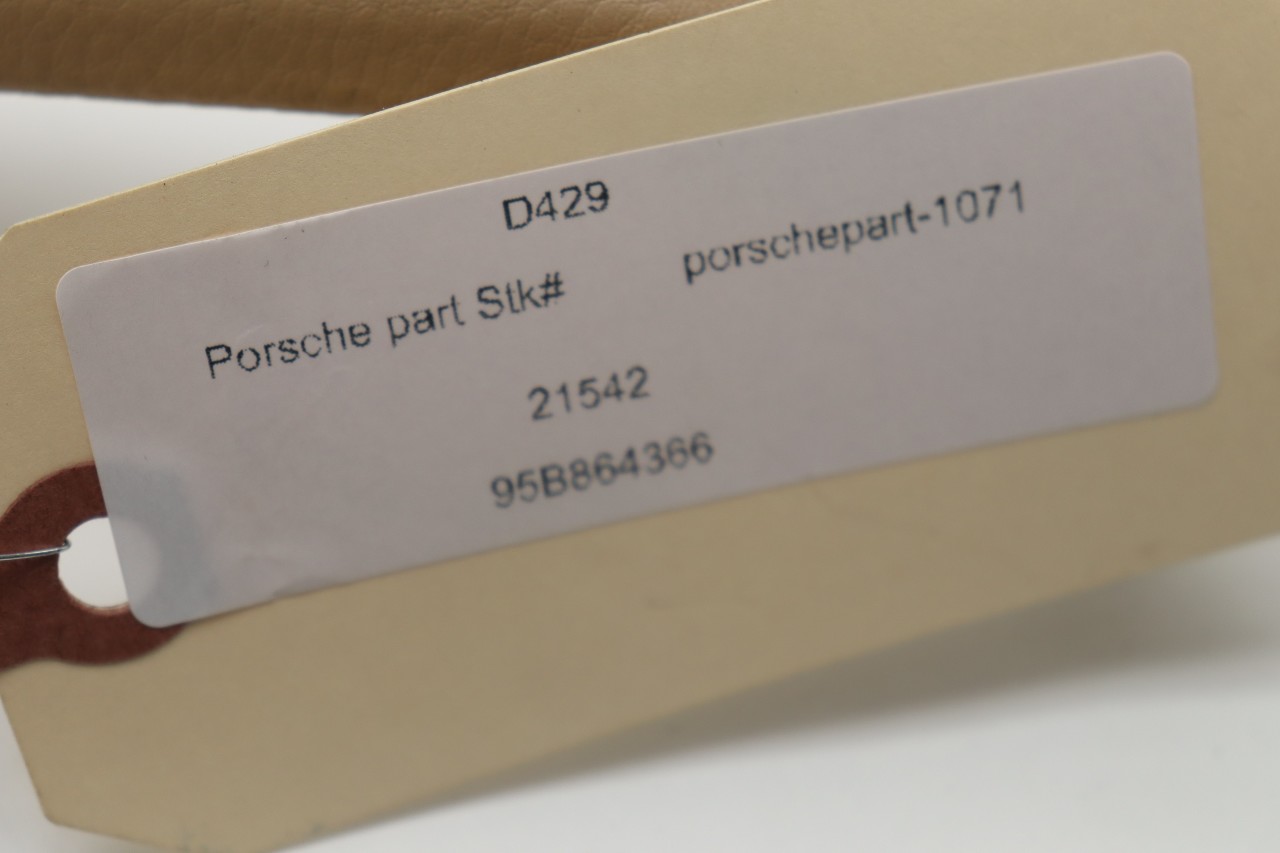 D429
Porsche part Stk# porschepart-1071
21542
95B864366